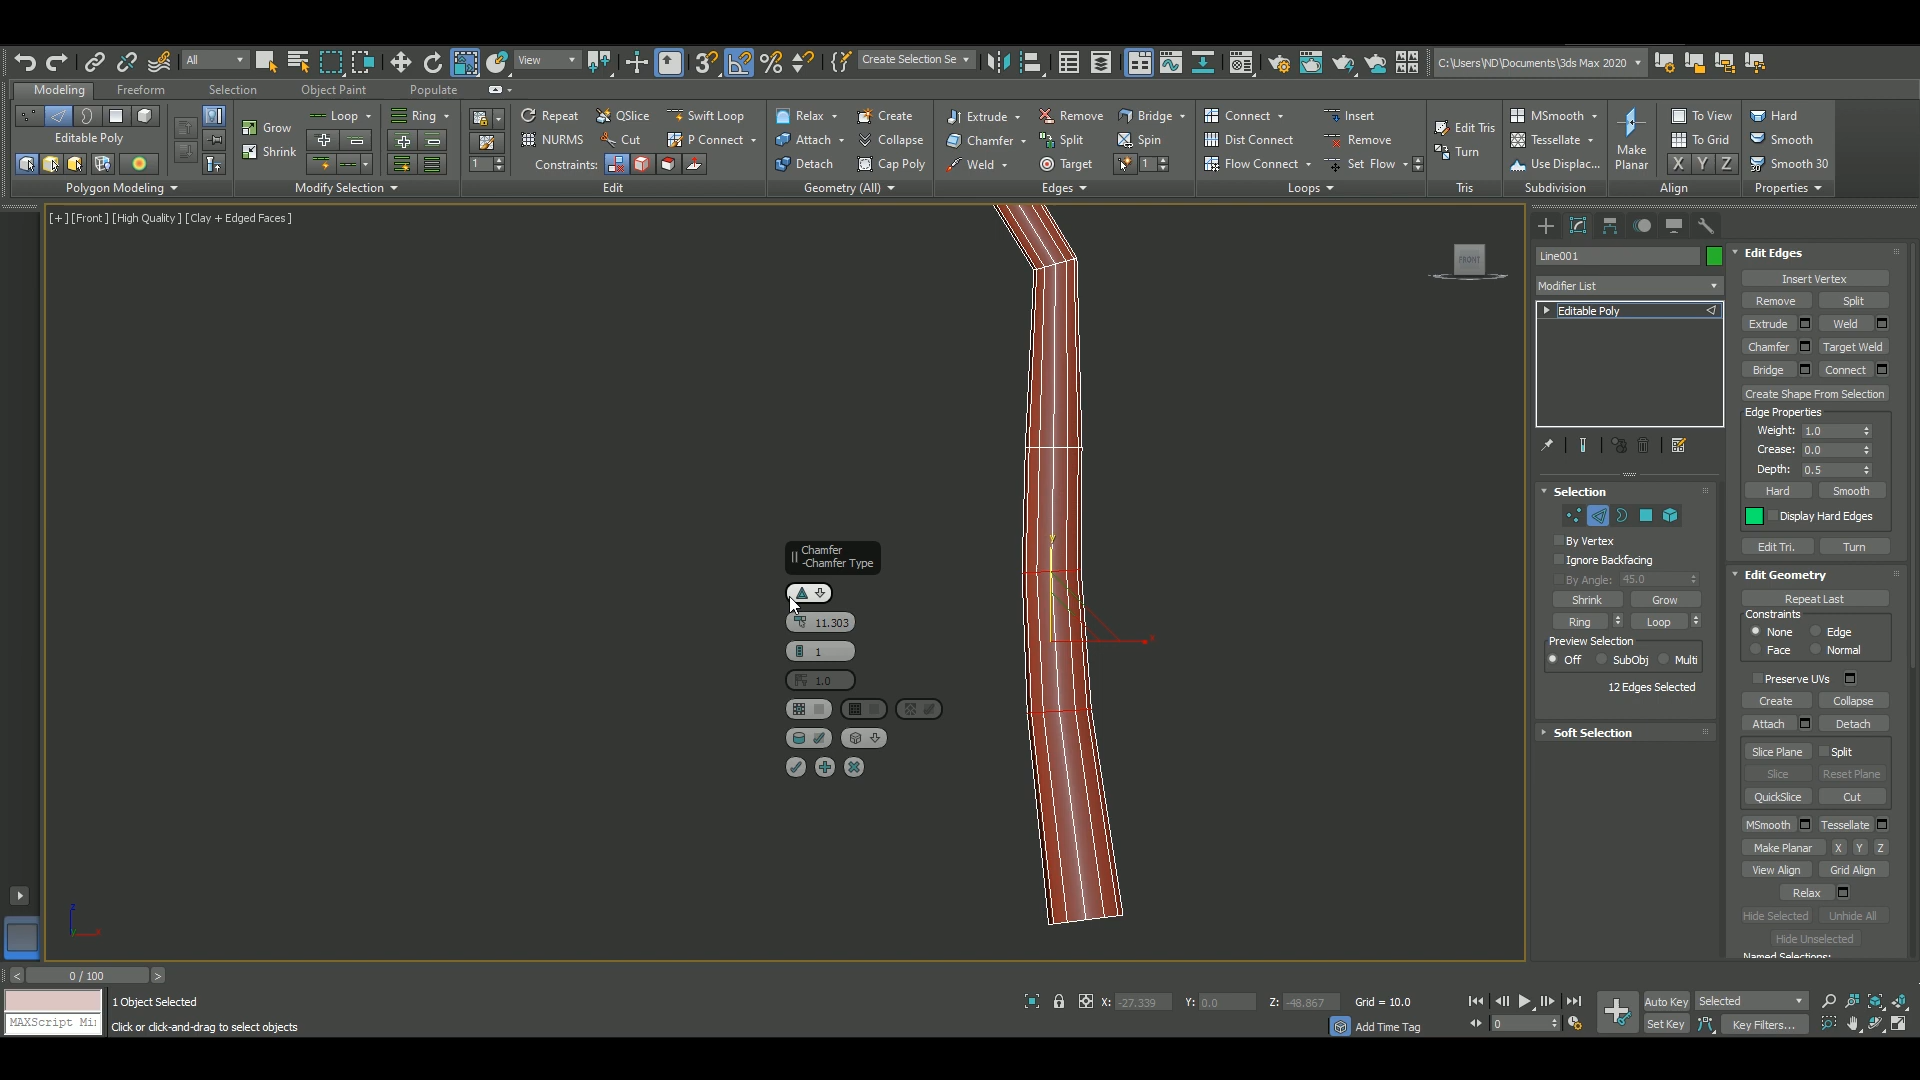 All
View
Create Selection Se
C:\Users\ND\Documents\3ds Max 2020
Modeling Freeform Selection Object Paint Populate
Editable Poly
Polygon Modeling
Grow
Shrink
Loop
Ring
Modify Selection
1
Repeat QSlice Swift Loop
NURMS Cut P Connect
Constraints:
Edit
Relax Create
Attach Collapse
Detach Cap Poly
Geometry (All)
Extrude Remove Bridge
Chamfer Split Spin
Weld Target 1
Edges
Connect Insert
Dist Connect Remove
Flow Connect Set Flow
Loops
Edit Tris
Turn
Tris
MSmooth
Tessellate
Use Displac...
Subdivision
Make
Planar
To View
To Grid
X Y Z
Align
Hard
Smooth
Smooth 30
Properties
[+] [Front] [High Quality] [Clay + Edged Faces]
FRONT
Chamfer
-Chamfer Type
11.303
1
1.0
y
x
z
y x
Line001
Modifier List
Editable Poly
Selection
By Vertex
Ignore Backfacing
By Angle: 45.0
Shrink Grow
Ring Loop
Preview Selection
Off SubObj Multi
12 Edges Selected
Soft Selection
Edit Edges
Insert Vertex
Remove Split
Extrude Weld
Chamfer Target Weld
Bridge Connect
Create Shape From Selection
Edge Properties
Weight: 1.0
Crease: 0.0
Depth: 0.5
Hard Smooth
Display Hard Edges
Edit Tri. Turn
Edit Geometry
Repeat Last
Constraints
None Edge
Face Normal
Preserve UVs
Create Collapse
Attach Detach
Slice Plane Split
Slice Reset Plane
QuickSlice Cut
MSmooth Tessellate
Make Planar X Y Z
View Align Grid Align
Relax
Hide Selected Unhide All
Hide Unselected
Named Selections:
< 0 / 100 >
MAXScript Mi
1 Object Selected
Click or click-and-drag to select objects
X: -27.339 Y: 0.0 Z: -48.867 Grid = 10.0
Add Time Tag
0
Auto Key Selected
Set Key Key Filters...